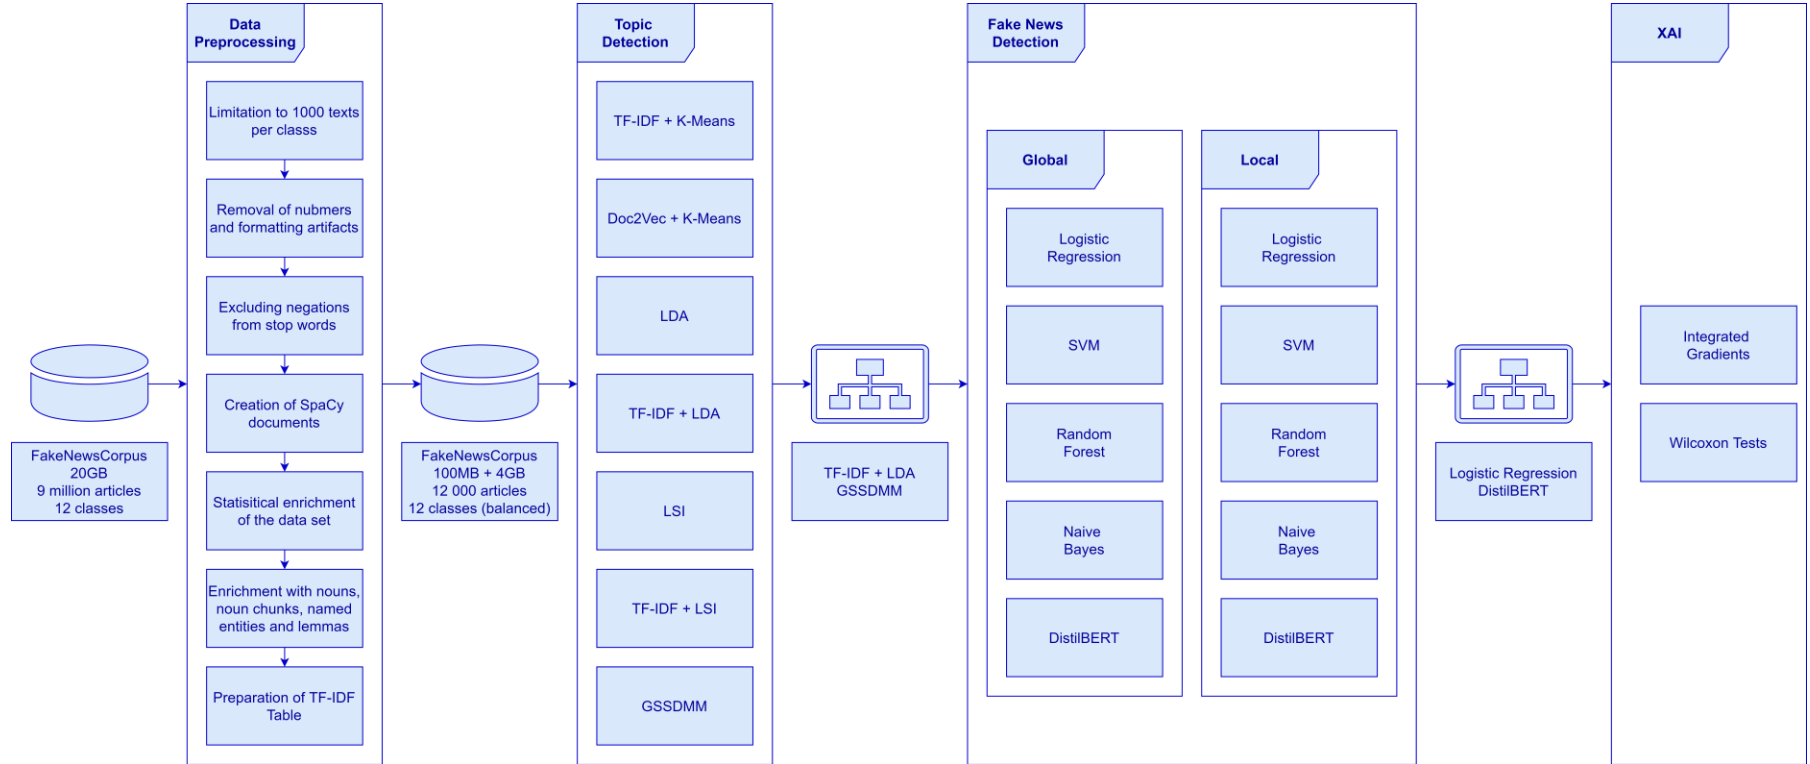 Data
Preprocessing
Limitation to 1000 texts
per classs
Removal of nubmers
and formatting artifacts
Excluding negations
from stop words
Creation of SpaCy
documents
Statisitical enrichment
of the data set
Enrichment with nouns,
noun chunks, named
entities and lemmas
Preparation of TF-IDF
Table
FakeNewsCorpus
20GB
9 million articles
12 classes
FakeNewsCorpus
100MB + 4GB
12 000 articles
12 classes (balanced)
Topic
Detection
TF-IDF + K-Means
Doc2Vec + K-Means
LDA
TF-IDF + LDA
LSI
TF-IDF + LSI
GSSDMM
TF-IDF + LDA
GSSDMM
Fake News
Detection
Global
Logistic
Regression
SVM
Random
Forest
Naive
Bayes
DistilBERT
Local
Logistic
Regression
SVM
Random
Forest
Naive
Bayes
DistilBERT
Logistic Regression
DistilBERT
XAI
Integrated
Gradients
Wilcoxon Tests